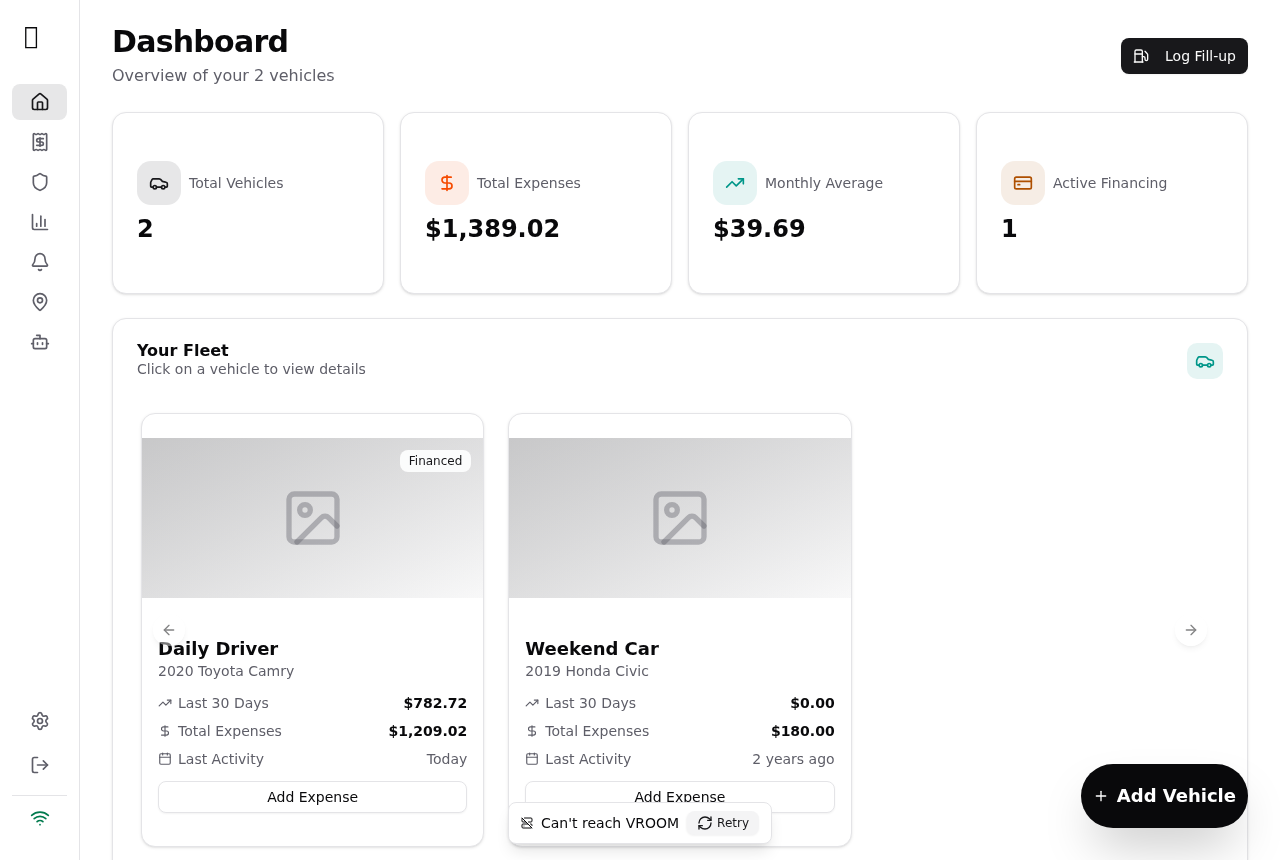 Dashboard
Overview of your 2 vehicles
Log Fill-up
Total Vehicles
2
Total Expenses
$1,389.02
Monthly Average
$39.69
Active Financing
1
Your Fleet
Click on a vehicle to view details
Financed
Daily Driver
2020 Toyota Camry
Last 30 Days $782.72
Total Expenses $1,209.02
Last Activity Today
Add Expense
Weekend Car
2019 Honda Civic
Last 30 Days $0.00
Total Expenses $180.00
Last Activity 2 years ago
Add Expense
Can't reach VROOM Retry
Add Vehicle